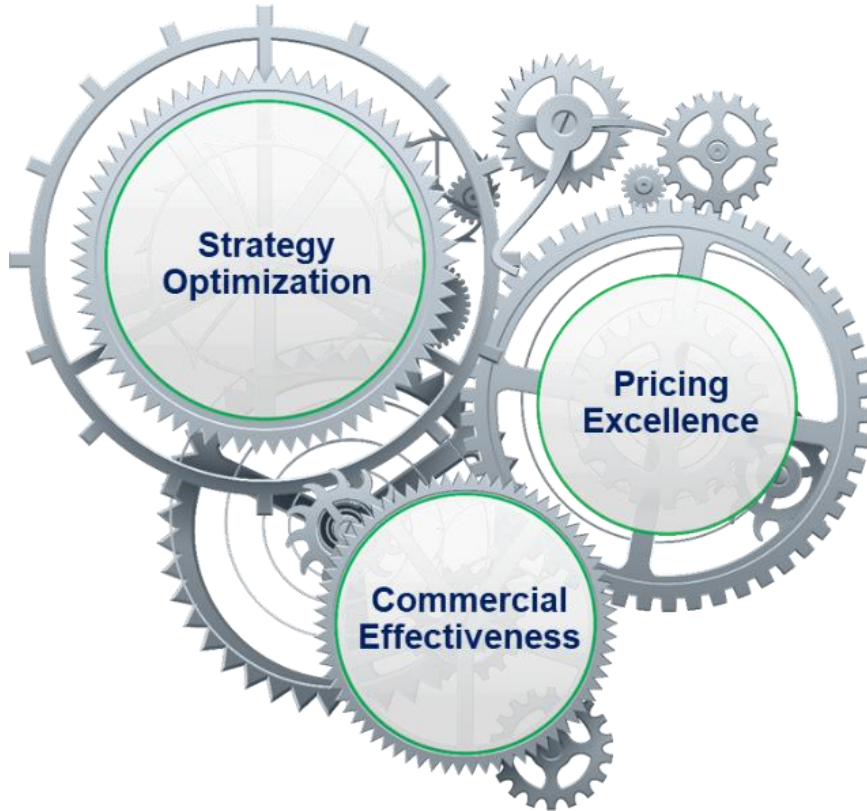 Strategy
Optimization
Pricing
Excellence
Commercial
Effectiveness